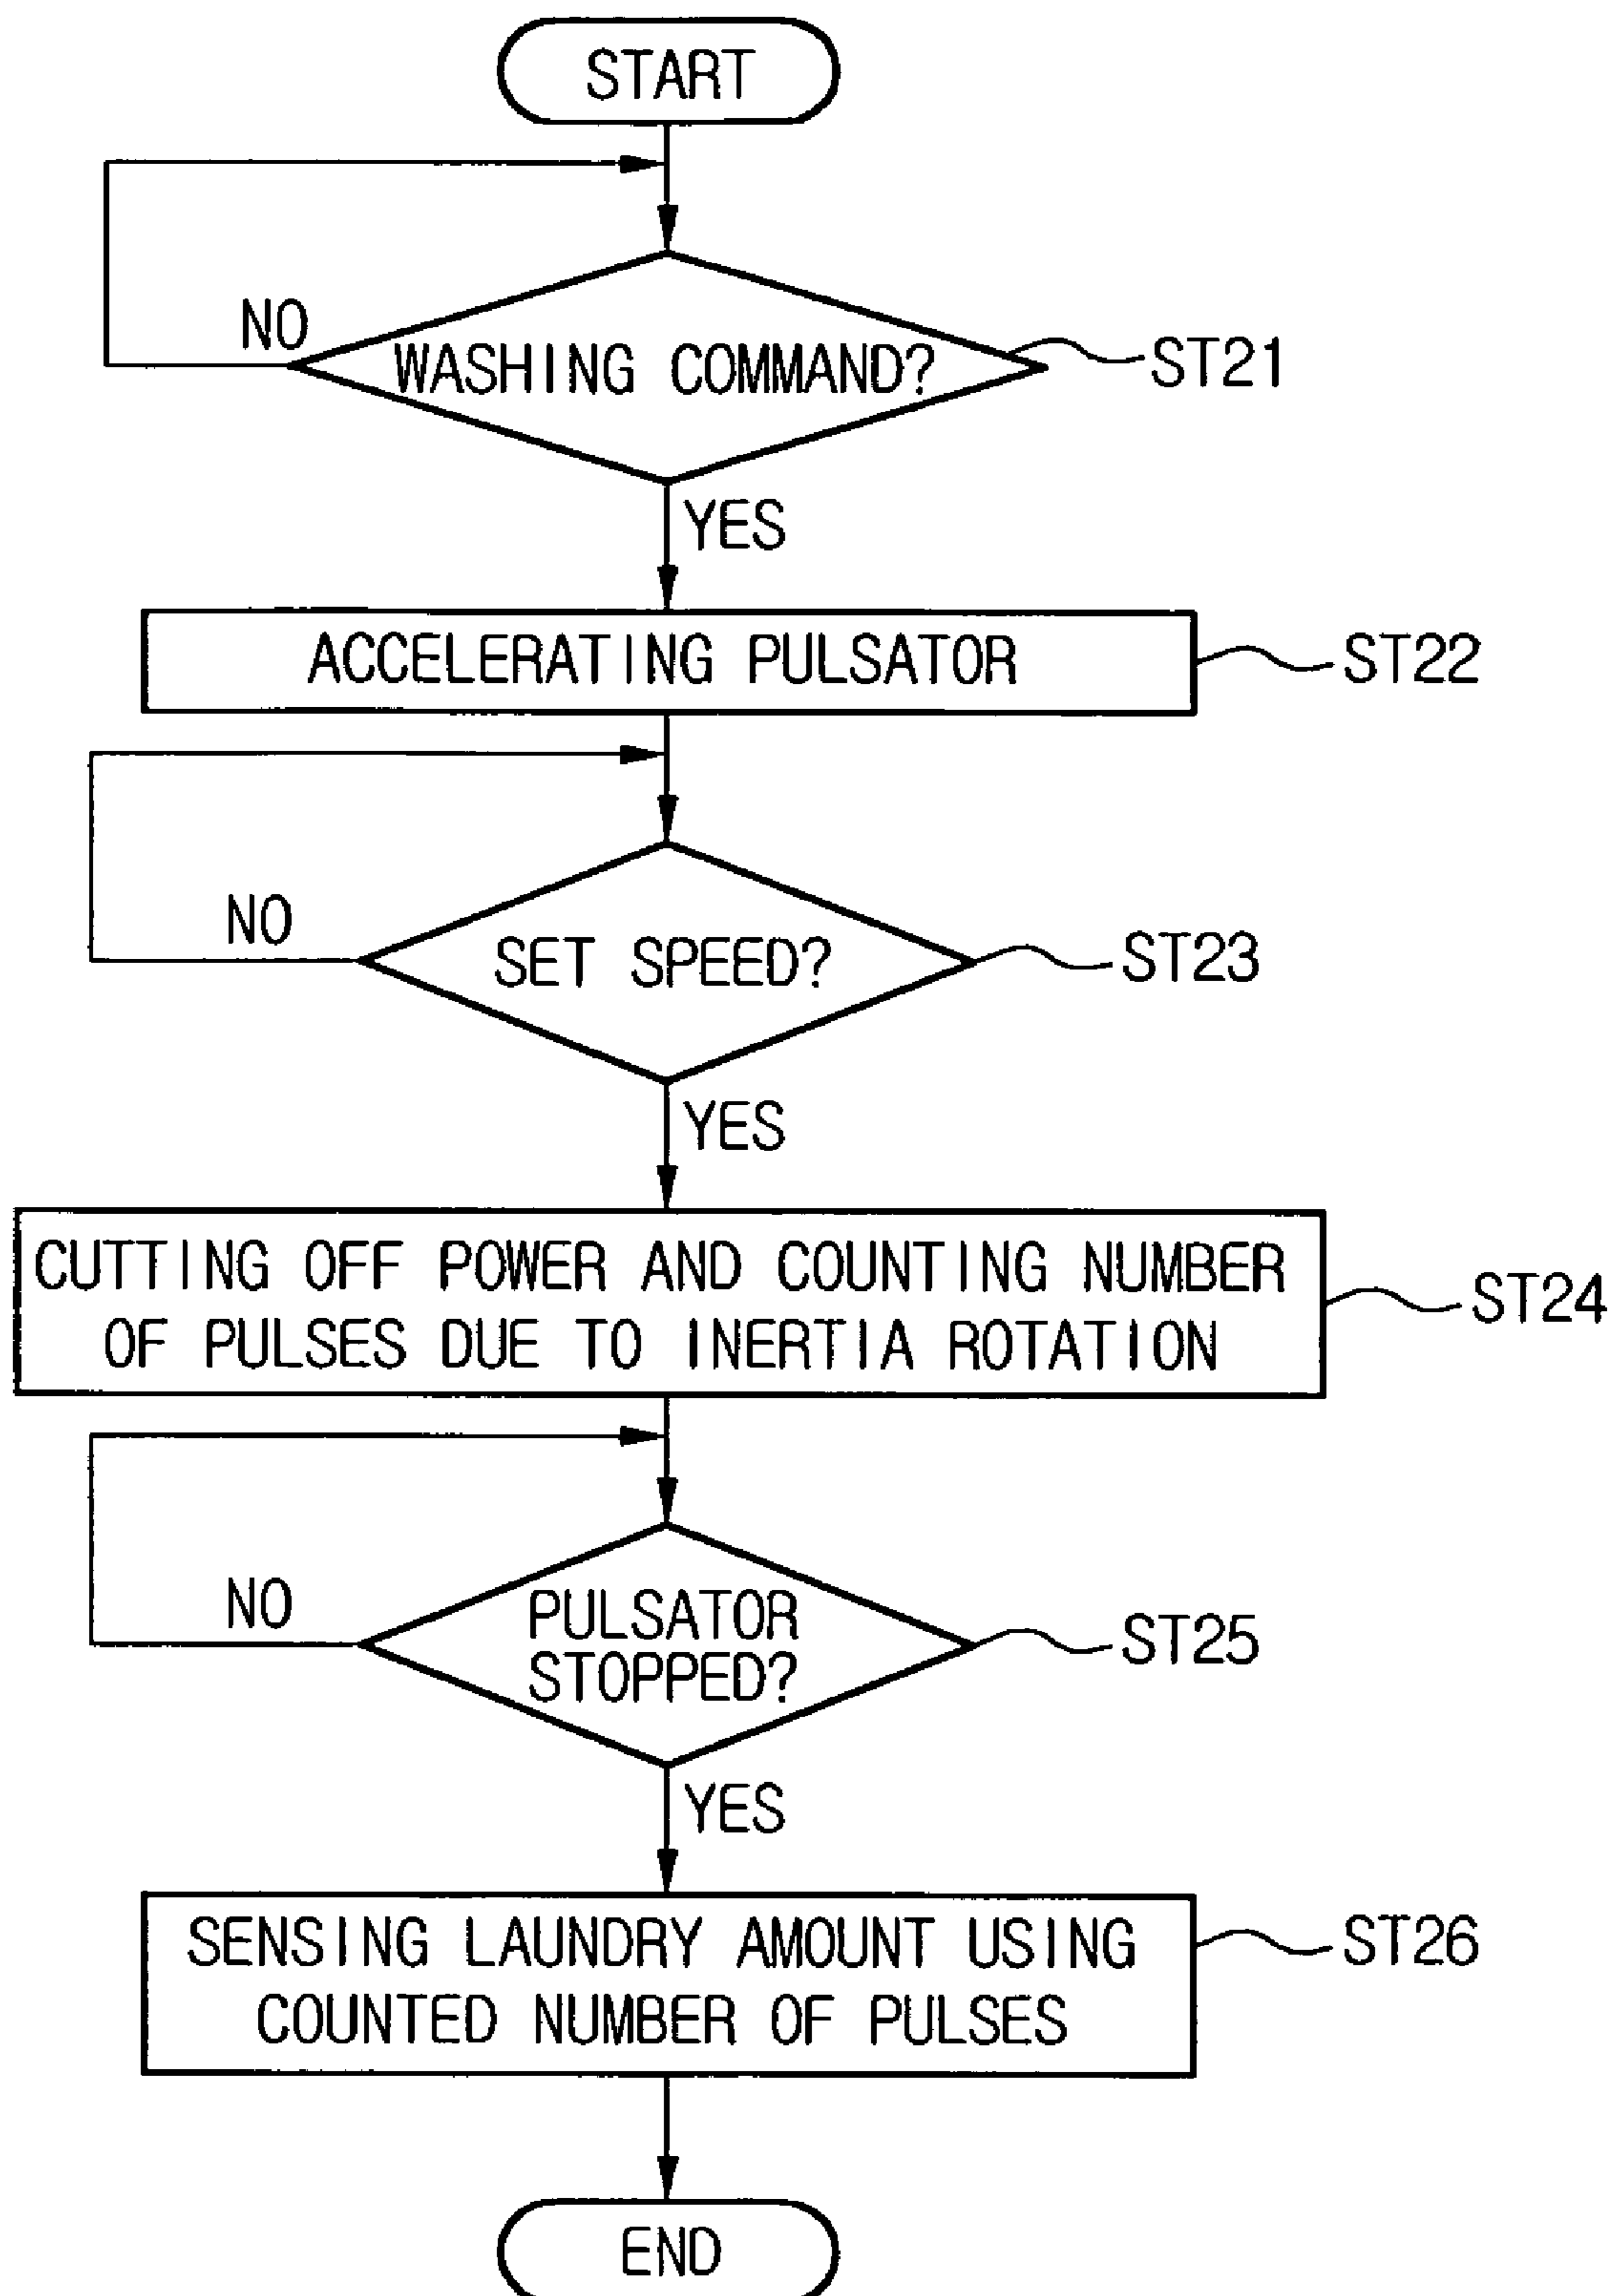 START
NO
WASHING COMMAND?
ST21
YES
ACCELERATING PULSATOR
ST22
NO
SET SPEED?
ST23
YES
CUTTING OFF POWER AND COUNTING NUMBER
OF PULSES DUE TO INERTIA ROTATION
ST24
NO
PULSATOR
STOPPED?
ST25
YES
SENSING LAUNDRY AMOUNT USING
COUNTED NUMBER OF PULSES
ST26
END